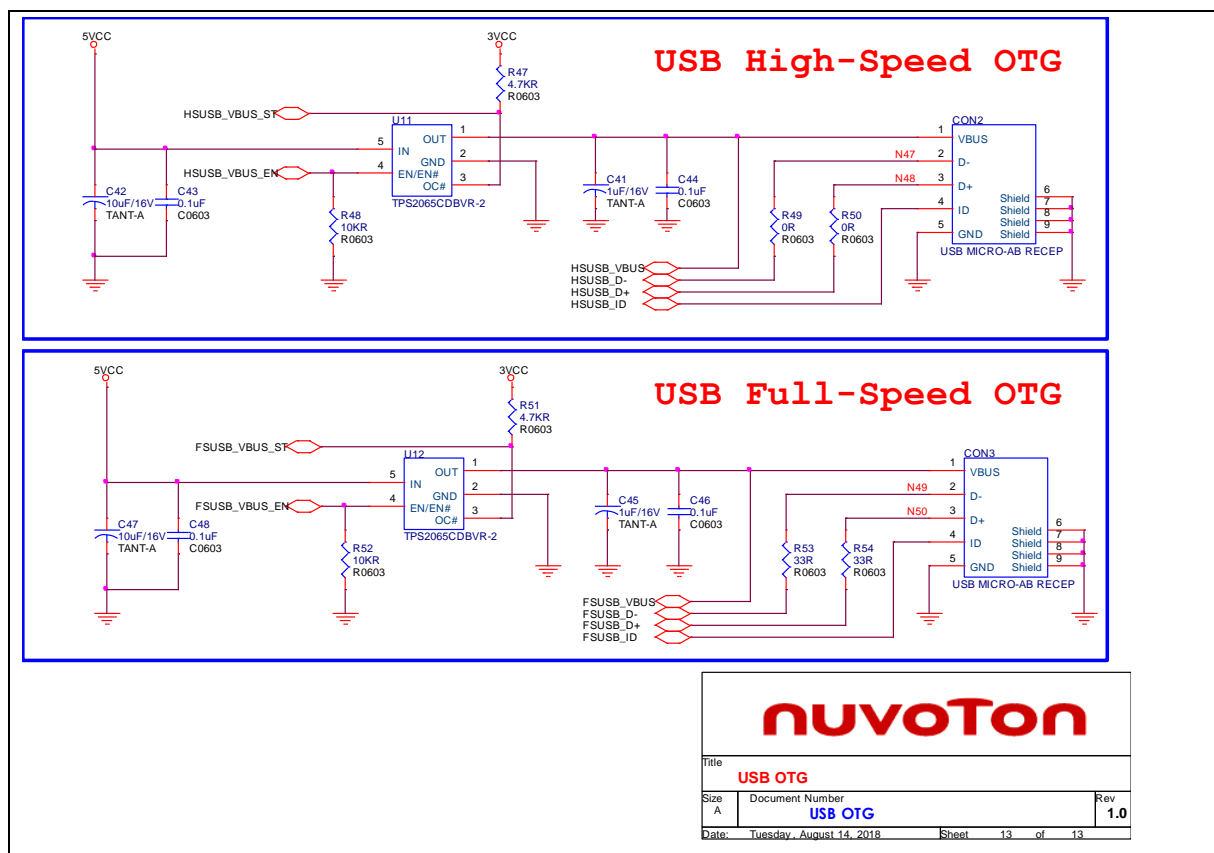 USB High-Speed OTG
5VCC
3VCC
R47
4.7KR
R0603
HSUSB_VBUS_ST
HSUSB_VBUS_EN
U11
5 IN OUT 1
GND 2
4 EN/EN# OC# 3
TPS2065CDBVR-2
C42
10uF/16V
TANT-A
C43
0.1uF
C0603
R48
10KR
R0603
C41
1uF/16V
TANT-A
C44
0.1uF
C0603
N47
N48
R49
0R
R0603
R50
0R
R0603
HSUSB_VBUS
HSUSB_D-
HSUSB_D+
HSUSB_ID
CON2
1 VBUS
2 D-
3 D+
4 ID
5 GND
Shield 6
Shield 7
Shield 8
Shield 9
USB MICRO-AB RECEP
USB Full-Speed OTG
5VCC
3VCC
R51
4.7KR
R0603
FSUSB_VBUS_ST
FSUSB_VBUS_EN
U12
5 IN OUT 1
GND 2
4 EN/EN# OC# 3
TPS2065CDBVR-2
C47
10uF/16V
TANT-A
C48
0.1uF
C0603
R52
10KR
R0603
C45
1uF/16V
TANT-A
C46
0.1uF
C0603
N49
N50
R53
33R
R0603
R54
33R
R0603
FSUSB_VBUS
FSUSB_D-
FSUSB_D+
FSUSB_ID
CON3
1 VBUS
2 D-
3 D+
4 ID
5 GND
Shield 6
Shield 7
Shield 8
Shield 9
USB MICRO-AB RECEP
nuvoTon
Title
USB OTG
Size Document Number Rev
A USB OTG 1.0
Date: Tuesday, August 14, 2018 Sheet 13 of 13